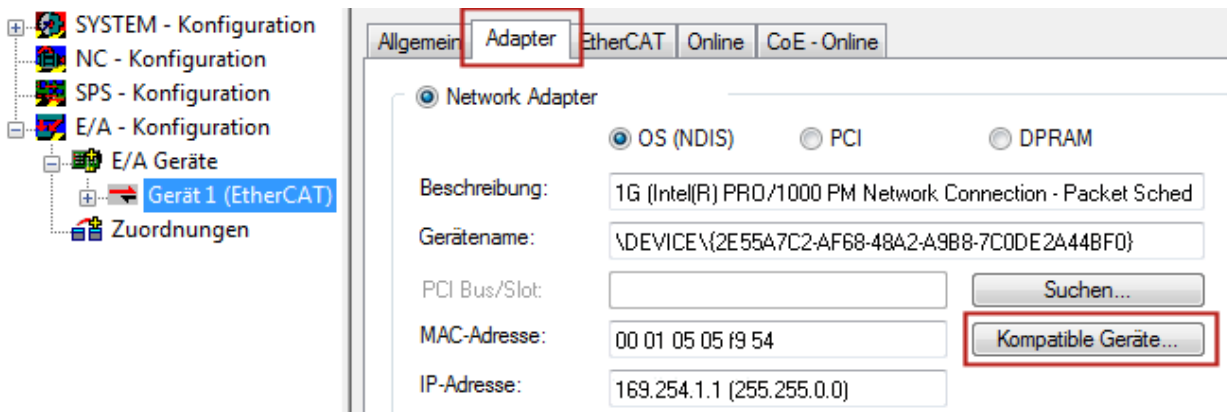 SYSTEM - Konfiguration
NC - Konfiguration
SPS - Konfiguration
E/A - Konfiguration
E/A Geräte
Gerät 1 (EtherCAT)
Zuordnungen
Allgemein Adapter EtherCAT Online CoE - Online
Network Adapter
OS (NDIS) PCI DPRAM
Beschreibung: 1G (Intel(R) PRO/1000 PM Network Connection - Packet Sched
Gerätename: \DEVICE\{2E55A7C2-AF68-48A2-A9B8-7C0DE2A44BF0}
PCI Bus/Slot: Suchen...
MAC-Adresse: 00 01 05 05 f9 54 Kompatible Geräte...
IP-Adresse: 169.254.1.1 (255.255.0.0)